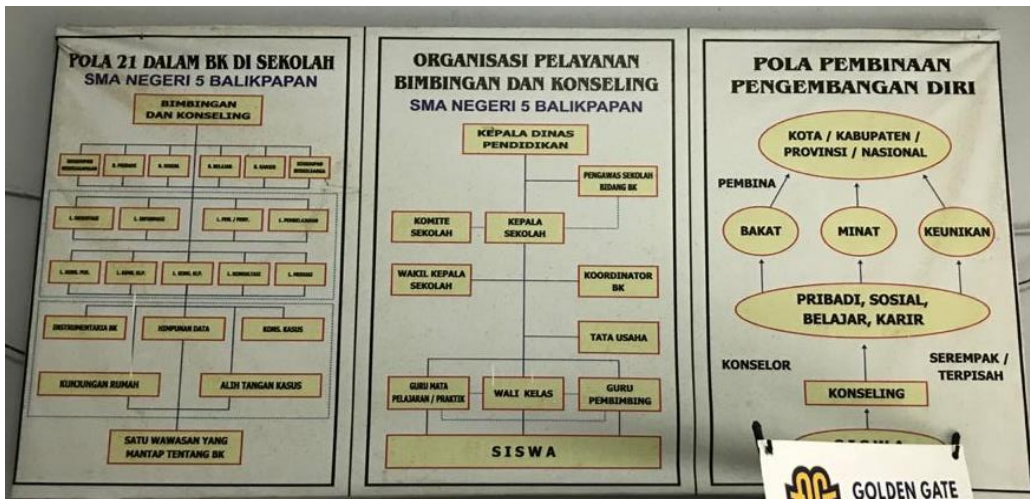 POLA 21 DALAM BK DI SEKOLAH
SMA NEGERI 5 BALIKPAPAN
BIMBINGAN
DAN KONSELING
B. PRIBADI
B. SOSIAL
B. BELAJAR
B. KARIER
L. ORIENTASI
L. INFORMASI
L. PEMBELAJARAN
L. KONSULTASI
L. MEDIASI
INSTRUMENTARIA BK
HIMPUNAN DATA
KONS. KASUS
KUNJUNGAN RUMAH
ALIH TANGAN KASUS
SATU WAWASAN YANG
MANTAP TENTANG BK
ORGANISASI PELAYANAN
BIMBINGAN DAN KONSELING
SMA NEGERI 5 BALIKPAPAN
KEPALA DINAS
PENDIDIKAN
PENGAWAS SEKOLAH
BIDANG BK
KOMITE
SEKOLAH
KEPALA
SEKOLAH
WAKIL KEPALA
SEKOLAH
KOORDINATOR
BK
TATA USAHA
GURU MATA
PELAJARAN / PRAKTIK
WALI KELAS
GURU
PEMBIMBING
SISWA
POLA PEMBINAAN
PENGEMBANGAN DIRI
KOTA / KABUPATEN /
PROVINSI / NASIONAL
PEMBINA
BAKAT
MINAT
KEUNIKAN
PRIBADI, SOSIAL,
BELAJAR, KARIR
KONSELOR
SEREMPAK /
TERPISAH
KONSELING
SISWA
GOLDEN GATE